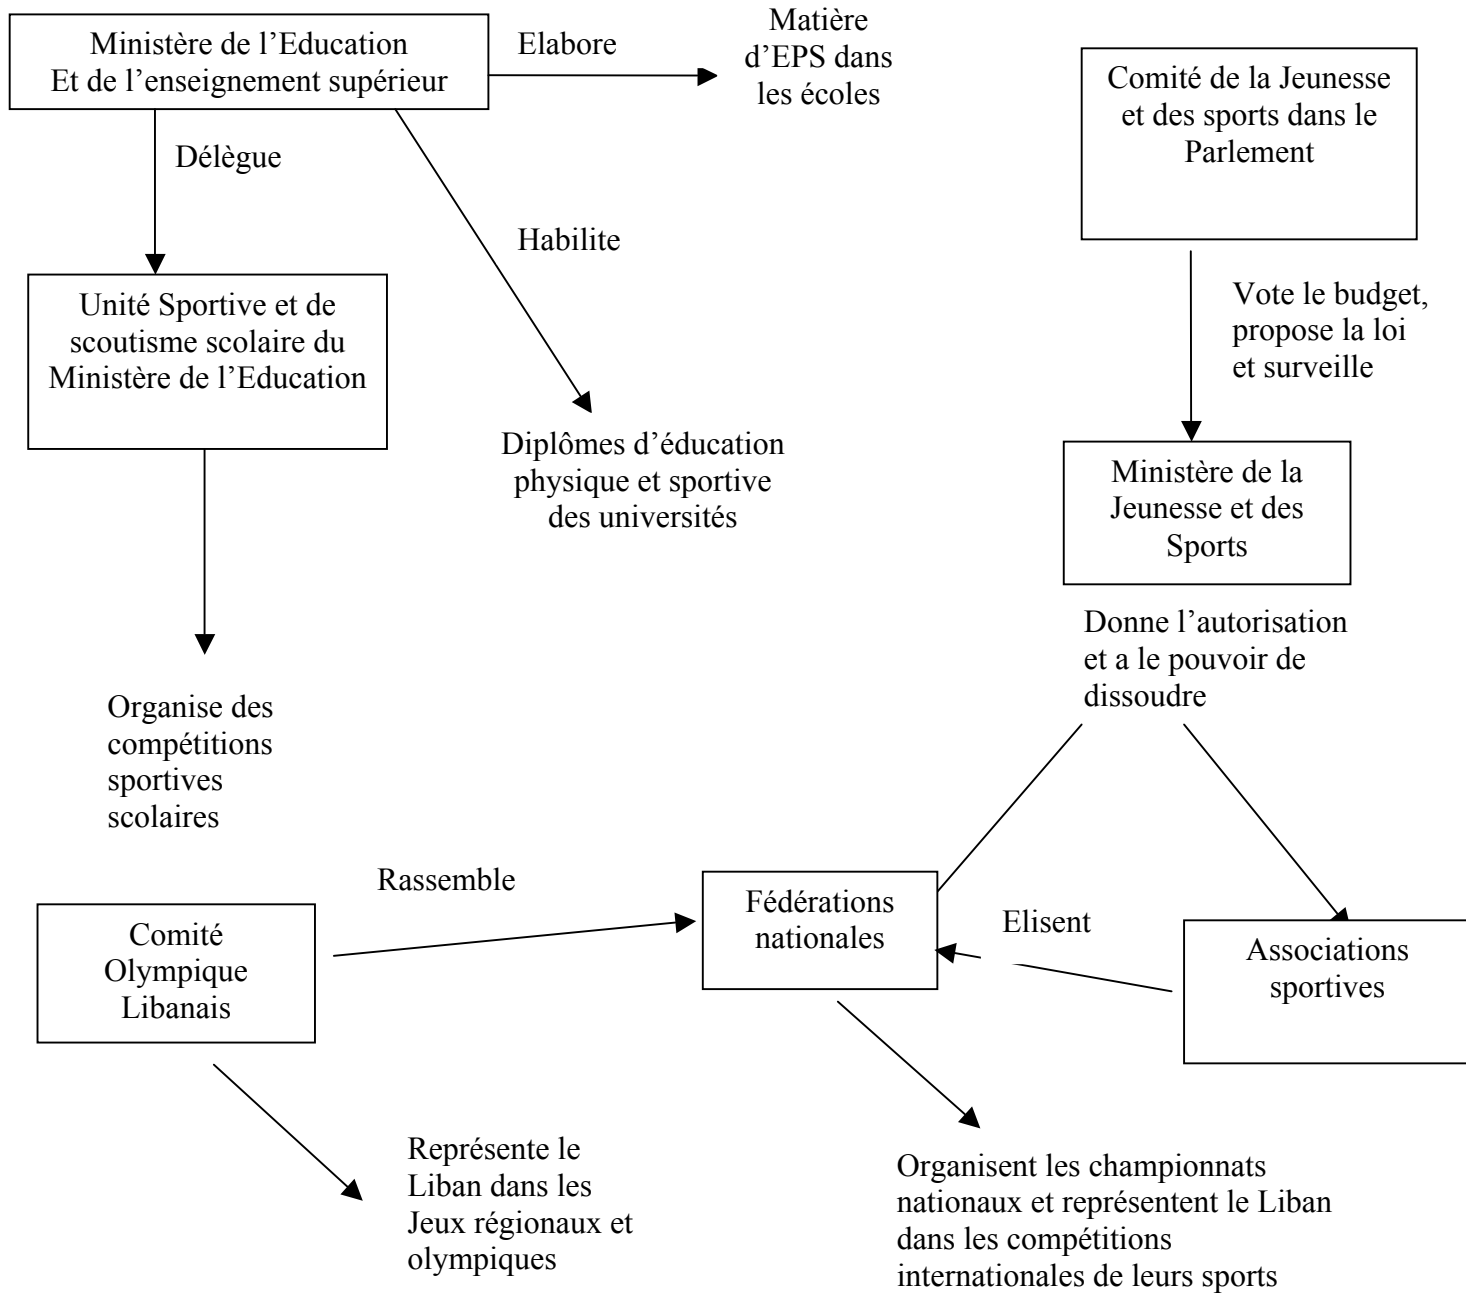 Ministère de l’Education
Et de l’enseignement supérieur
Elabore
Matière
d’EPS dans
les écoles
Comité de la Jeunesse
et des sports dans le
Parlement
Délègue
Habilite
Unité Sportive et de
scoutisme scolaire du
Ministère de l’Education
Vote le budget,
propose la loi
et surveille
Diplômes d’éducation
physique et sportive
des universités
Ministère de la
Jeunesse et des
Sports
Donne l’autorisation
et a le pouvoir de
dissoudre
Organise des
compétitions
sportives
scolaires
Rassemble
Comité
Olympique
Libanais
Fédérations
nationales
Elisent
Associations
sportives
Représente le
Liban dans les
Jeux régionaux et
olympiques
Organisent les championnats
nationaux et représentent le Liban
dans les compétitions
internationales de leurs sports